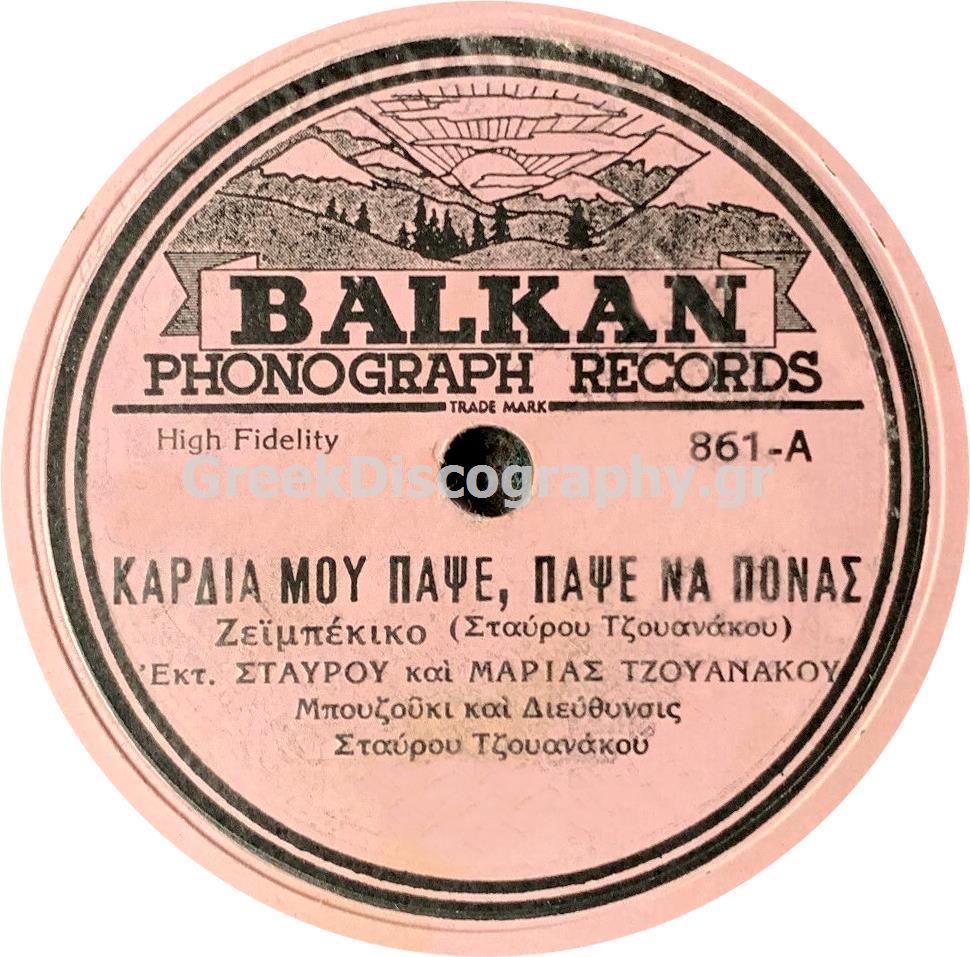 BALKAN
PHONOGRAPH RECORDS
TRADE MARK
High Fidelity 861-A
GreekDiscography.gr
ΚΑΡΔΙΑ ΜΟΥ ΠΑΨΕ, ΠΑΨΕ ΝΑ ΠΟΝΑΣ
Ζεϊμπέκικο (Σταύρου Τζουανάκου)
Ἐκτ. ΣΤΑΥΡΟΥ καὶ ΜΑΡΙΑΣ ΤΖΟΥΑΝΑΚΟΥ
Μπουζοῦκι καὶ Διεύθυνσις
Σταύρου Τζουανάκου